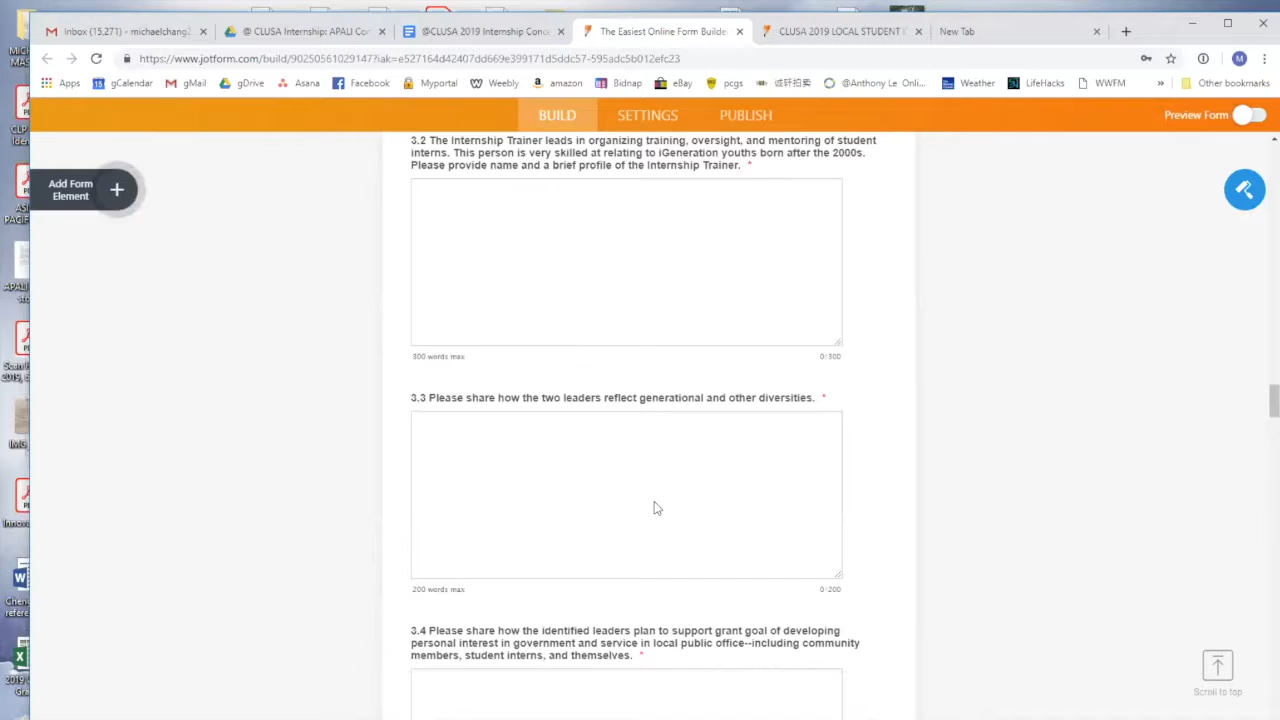 Inbox (15,271) - michaelchang
@ CLUSA Internship: APALI Co
@CLUSA 2019 Internship Conc
The Easiest Online Form Builde
CLUSA 2019 LOCAL STUDENT I
New Tab
https://www.jotform.com/build/90250561029147?iak=e527164d42407dd669e399171d5ddc57-595adc5b012efc23
M
Apps
gCalendar
gMail
gDrive
Asana
Facebook
Myportal
Weebly
amazon
Bidnap
eBay
pcgs
诚轩拍卖
@Anthony Le Onli...
Weather
LifeHacks
WWFM
»
Other bookmarks
BUILD
SETTINGS
PUBLISH
Preview Form
Add Form
Element
+
3.2 The Internship Trainer leads in organizing training, oversight, and mentoring of student
interns. This person is very skilled at relating to iGeneration youths born after the 2000s.
Please provide name and a brief profile of the Internship Trainer. *
300 words max
0/300
3.3 Please share how the two leaders reflect generational and other diversities. *
200 words max
0/200
3.4 Please share how the identified leaders plan to support grant goal of developing
personal interest in government and service in local public office--including community
members, student interns, and themselves. *
Scroll to top